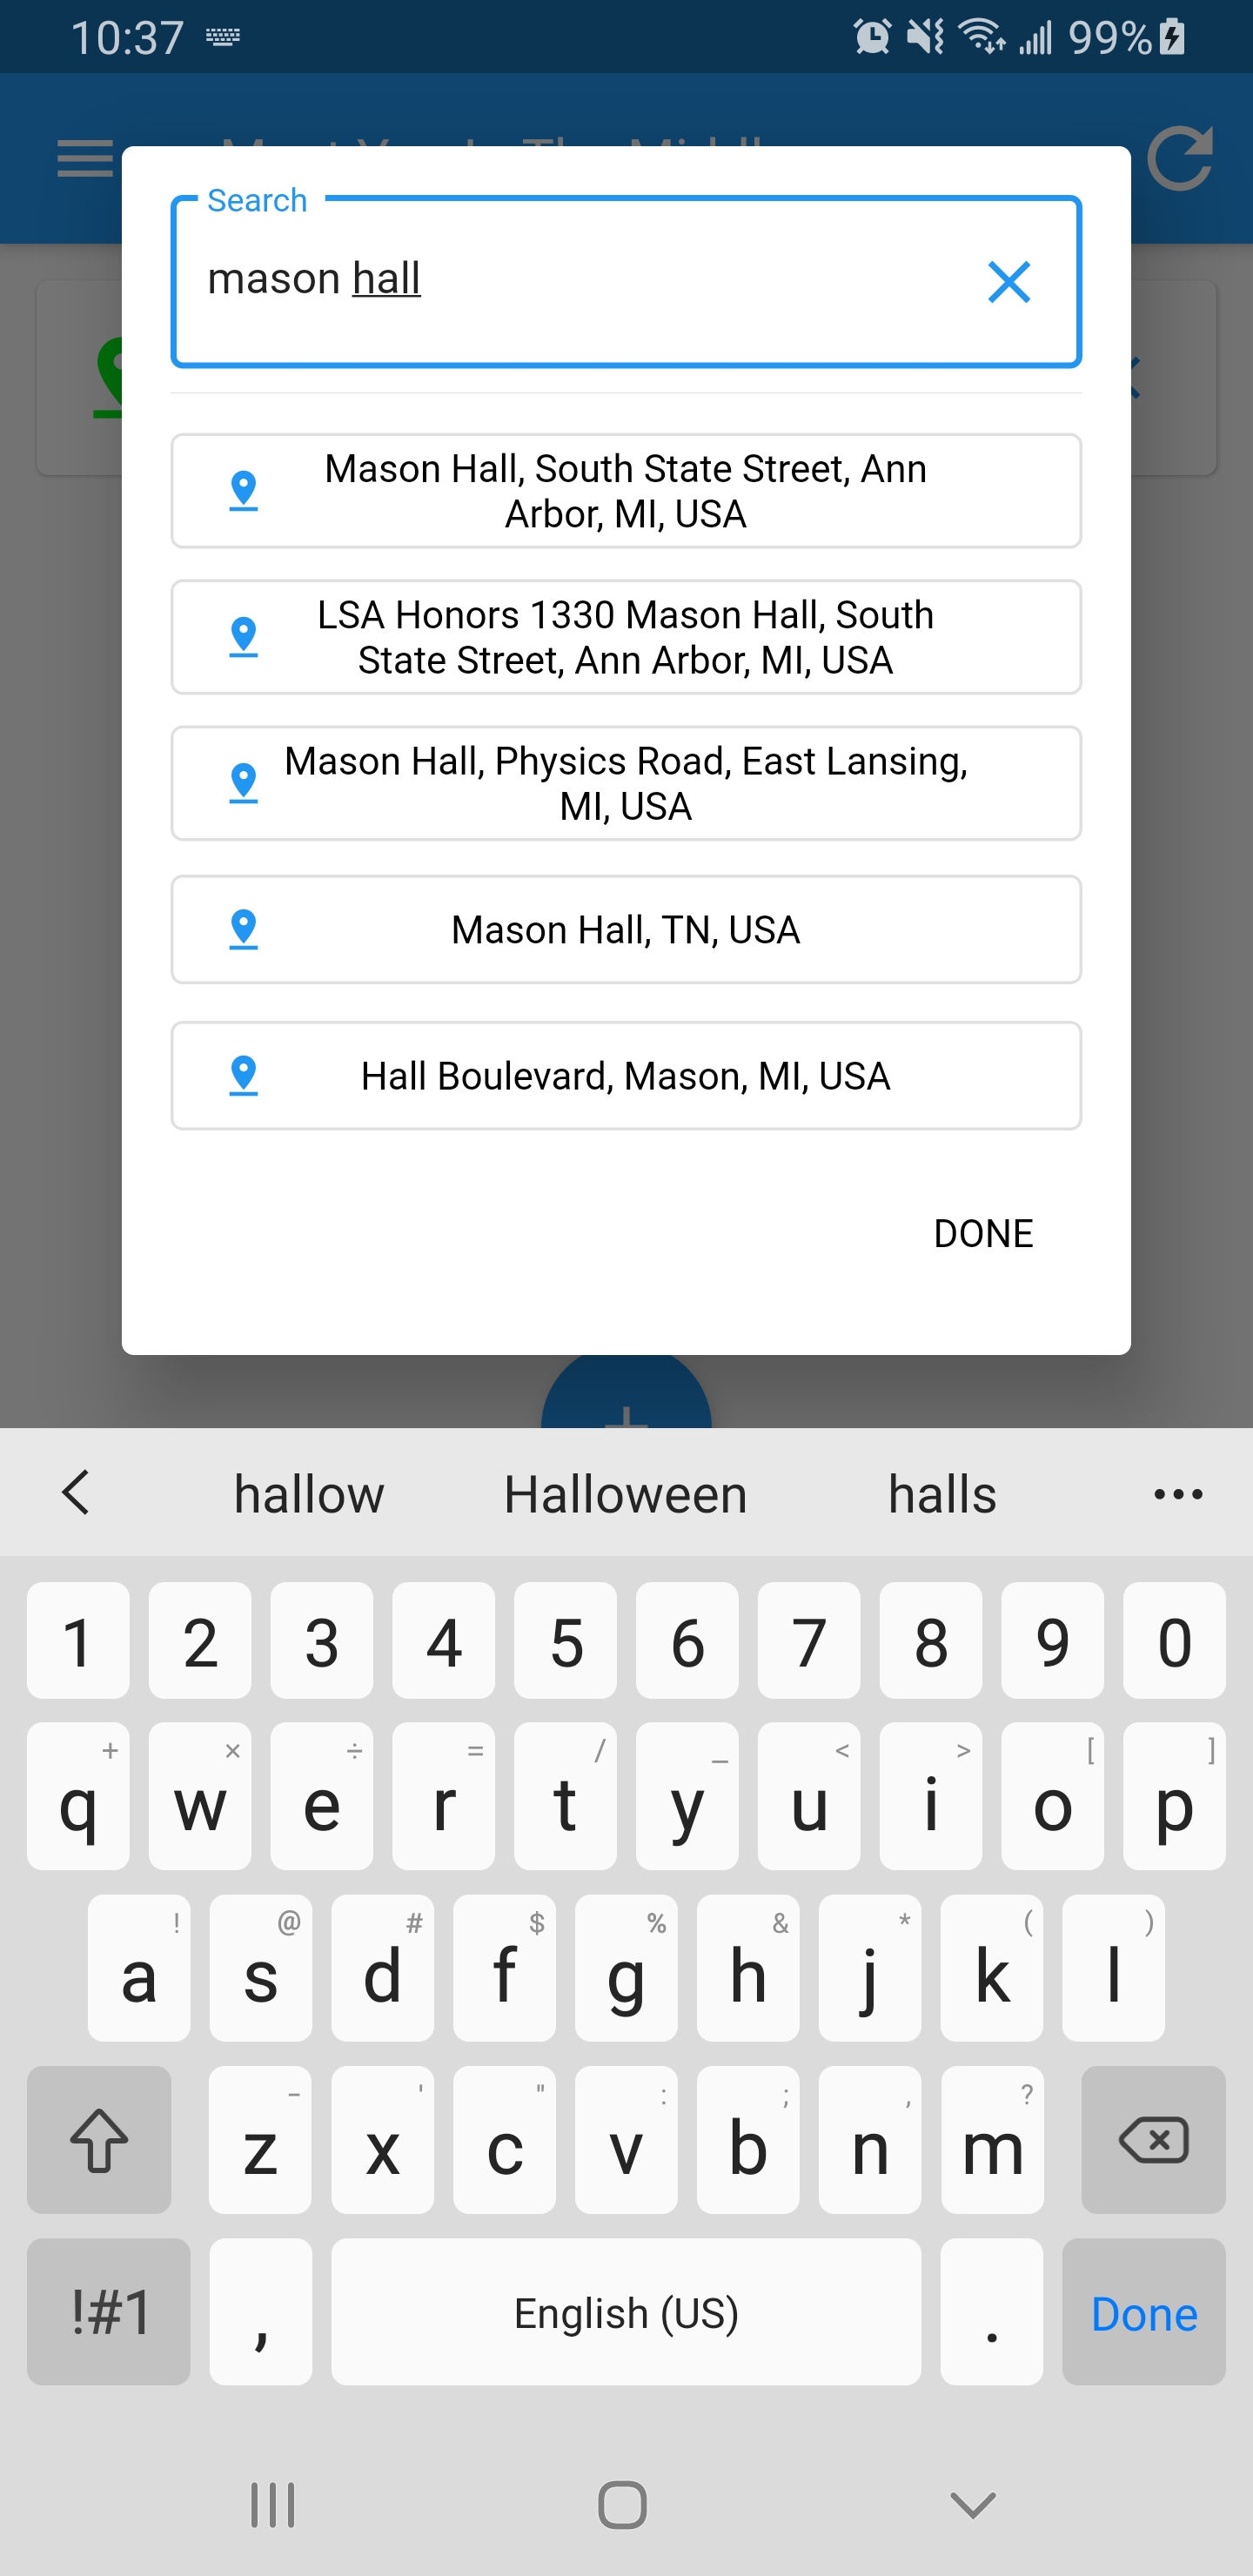 10:37
99%
Search
mason hall
Mason Hall, South State Street, Ann
Arbor, MI, USA
LSA Honors 1330 Mason Hall, South
State Street, Ann Arbor, MI, USA
Mason Hall, Physics Road, East Lansing,
MI, USA
Mason Hall, TN, USA
Hall Boulevard, Mason, MI, USA
DONE
hallow Halloween halls
1 2 3 4 5 6 7 8 9 0
+ × ÷ = / _ < > [ ]
q w e r t y u i o p
! @ # $ % & * ( )
a s d f g h j k l
- ' " : ; , ?
z x c v b n m
!#1 , English (US) . Done